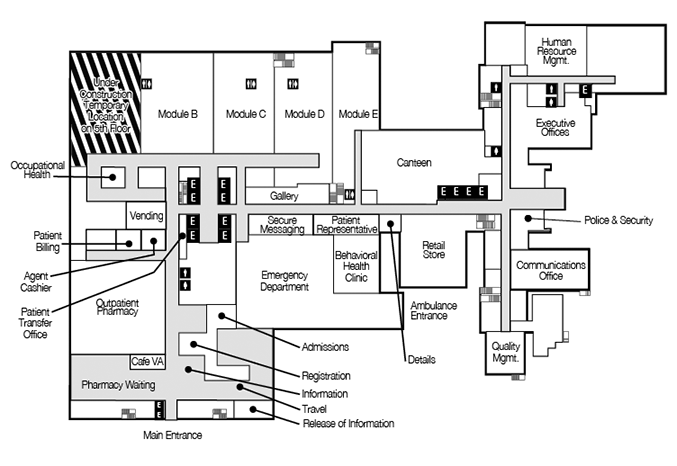 Human
Resource
Mgmt.
Under
Construction
Temporary
Location
on 5th Floor
Module B
Module C
Module D
Module E
E
Executive
Offices
Occupational
Health
Canteen
E
E
E
E
E
E
E
E
Gallery
Vending
E
E
E
E
Secure
Messaging
Patient
Representative
Police & Security
Patient
Billing
Retail
Store
Behavioral
Health
Clinic
Emergency
Department
Communications
Office
Agent
Cashier
Outpatient
Pharmacy
Patient
Transfer
Office
Ambulance
Entrance
Admissions
Quality
Mgmt.
Details
Cafe VA
Registration
Pharmacy Waiting
Information
Travel
E
E
Release of Information
Main Entrance